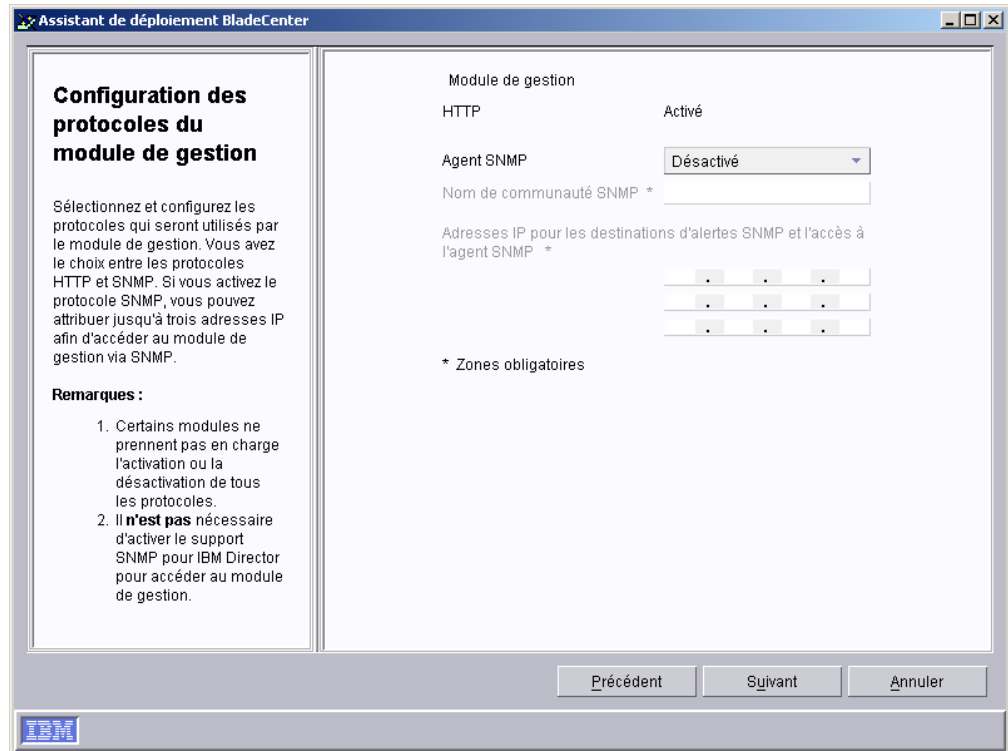 Assistant de déploiement BladeCenter
Configuration des
protocoles du
module de gestion
Sélectionnez et configurez les
protocoles qui seront utilisés par
le module de gestion. Vous avez
le choix entre les protocoles
HTTP et SNMP. Si vous activez le
protocole SNMP, vous pouvez
attribuer jusqu'à trois adresses IP
afin d'accéder au module de
gestion via SNMP.
Remarques :
1. Certains modules ne
prennent pas en charge
l'activation ou la
désactivation de tous
les protocoles.
2. Il n'est pas nécessaire
d'activer le support
SNMP pour IBM Director
pour accéder au module
de gestion.
Module de gestion
HTTP Activé
Agent SNMP Désactivé
Nom de communauté SNMP *
Adresses IP pour les destinations d'alertes SNMP et l'accès à
l'agent SNMP *
. . .
. . .
. . .
* Zones obligatoires
Précédent Suivant Annuler
IBM